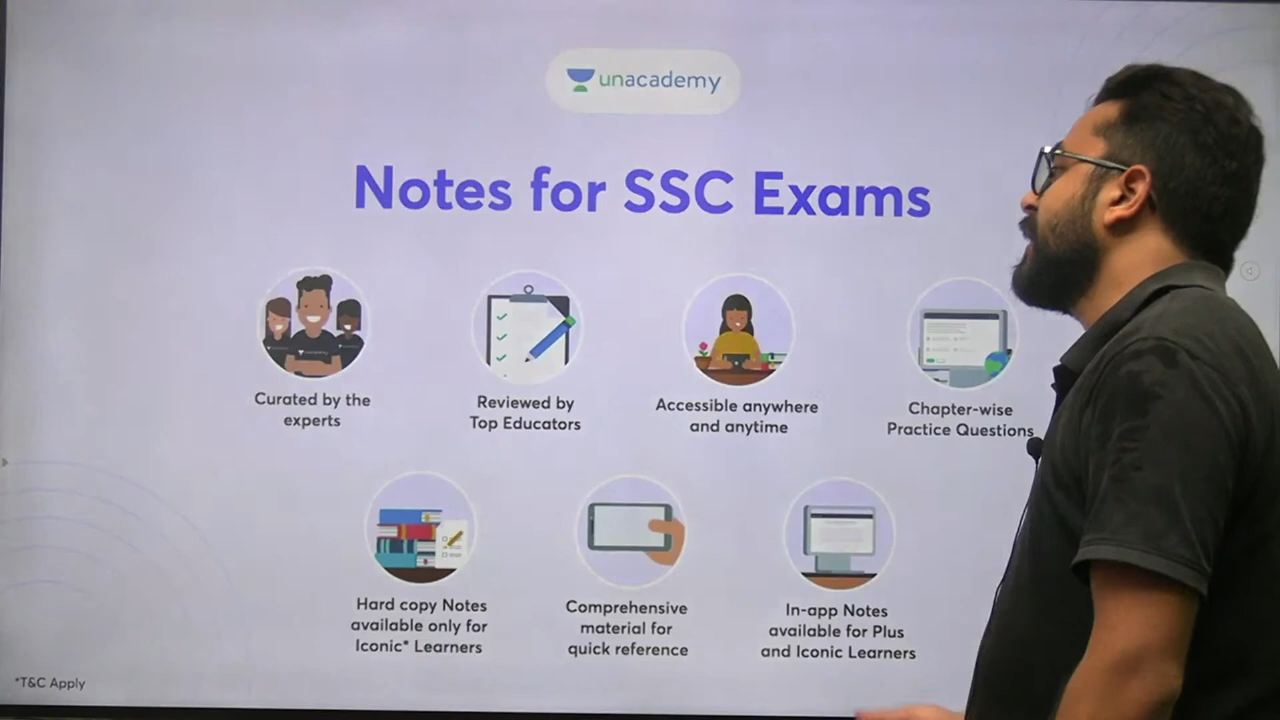 unacademy
Notes for SSC Exams
Curated by the
experts
Reviewed by
Top Educators
Accessible anywhere
and anytime
Chapter-wise
Practice Questions
Hard copy Notes
available only for
Iconic* Learners
Comprehensive
material for
quick reference
In-app Notes
available for Plus
and Iconic Learners
*T&C Apply